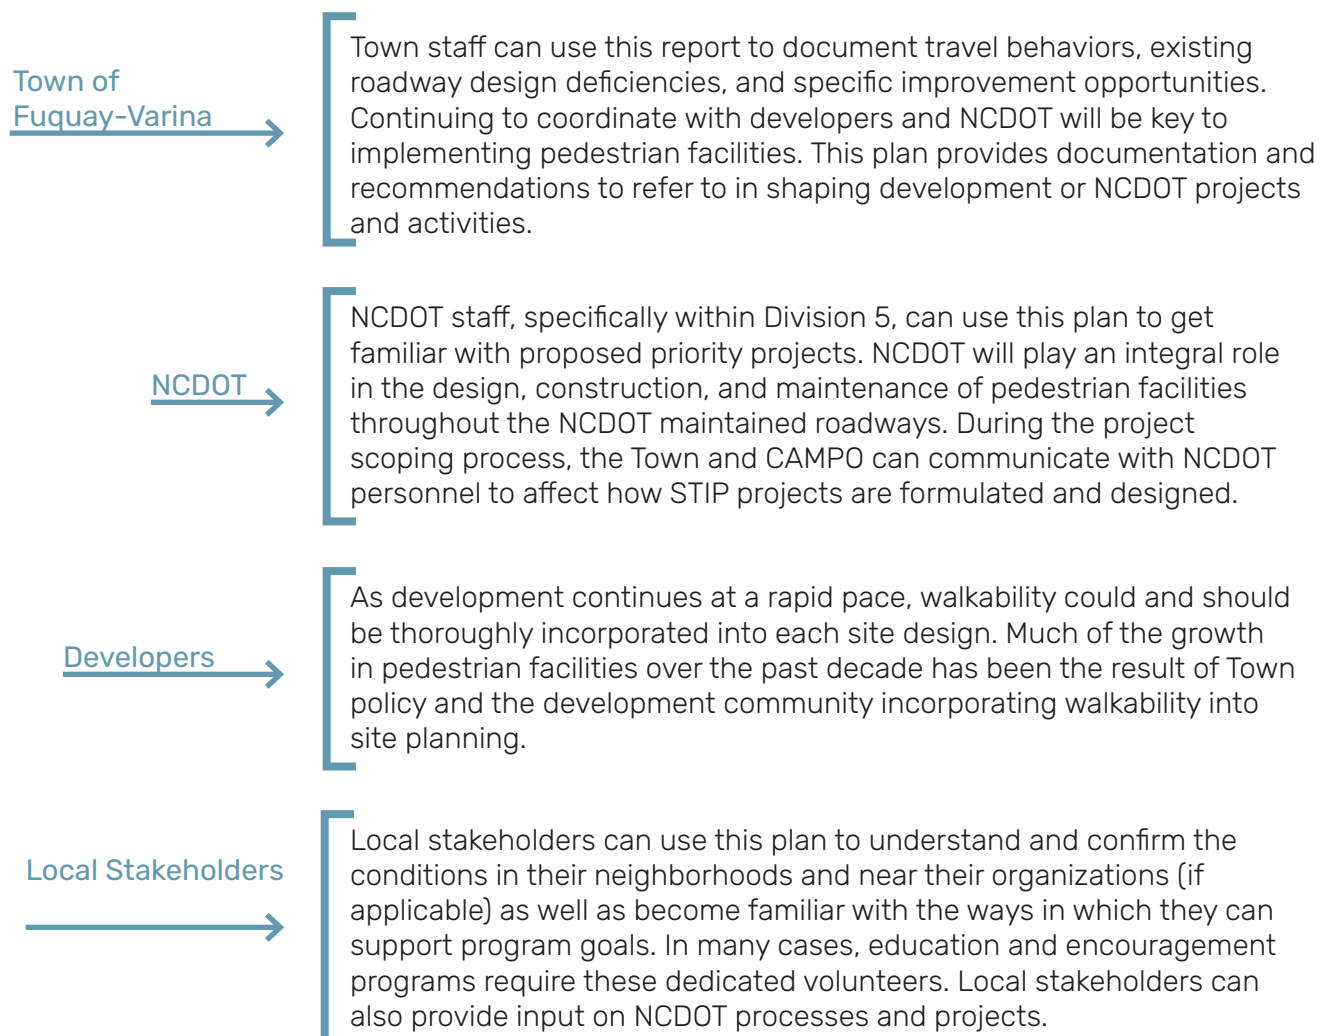 Town of
Fuquay-Varina
Town staff can use this report to document travel behaviors, existing
roadway design deficiencies, and specific improvement opportunities.
Continuing to coordinate with developers and NCDOT will be key to
implementing pedestrian facilities. This plan provides documentation and
recommendations to refer to in shaping development or NCDOT projects
and activities.
NCDOT
NCDOT staff, specifically within Division 5, can use this plan to get
familiar with proposed priority projects. NCDOT will play an integral role
in the design, construction, and maintenance of pedestrian facilities
throughout the NCDOT maintained roadways. During the project
scoping process, the Town and CAMPO can communicate with NCDOT
personnel to affect how STIP projects are formulated and designed.
Developers
As development continues at a rapid pace, walkability could and should
be thoroughly incorporated into each site design. Much of the growth
in pedestrian facilities over the past decade has been the result of Town
policy and the development community incorporating walkability into
site planning.
Local Stakeholders
Local stakeholders can use this plan to understand and confirm the
conditions in their neighborhoods and near their organizations (if
applicable) as well as become familiar with the ways in which they can
support program goals. In many cases, education and encouragement
programs require these dedicated volunteers. Local stakeholders can
also provide input on NCDOT processes and projects.